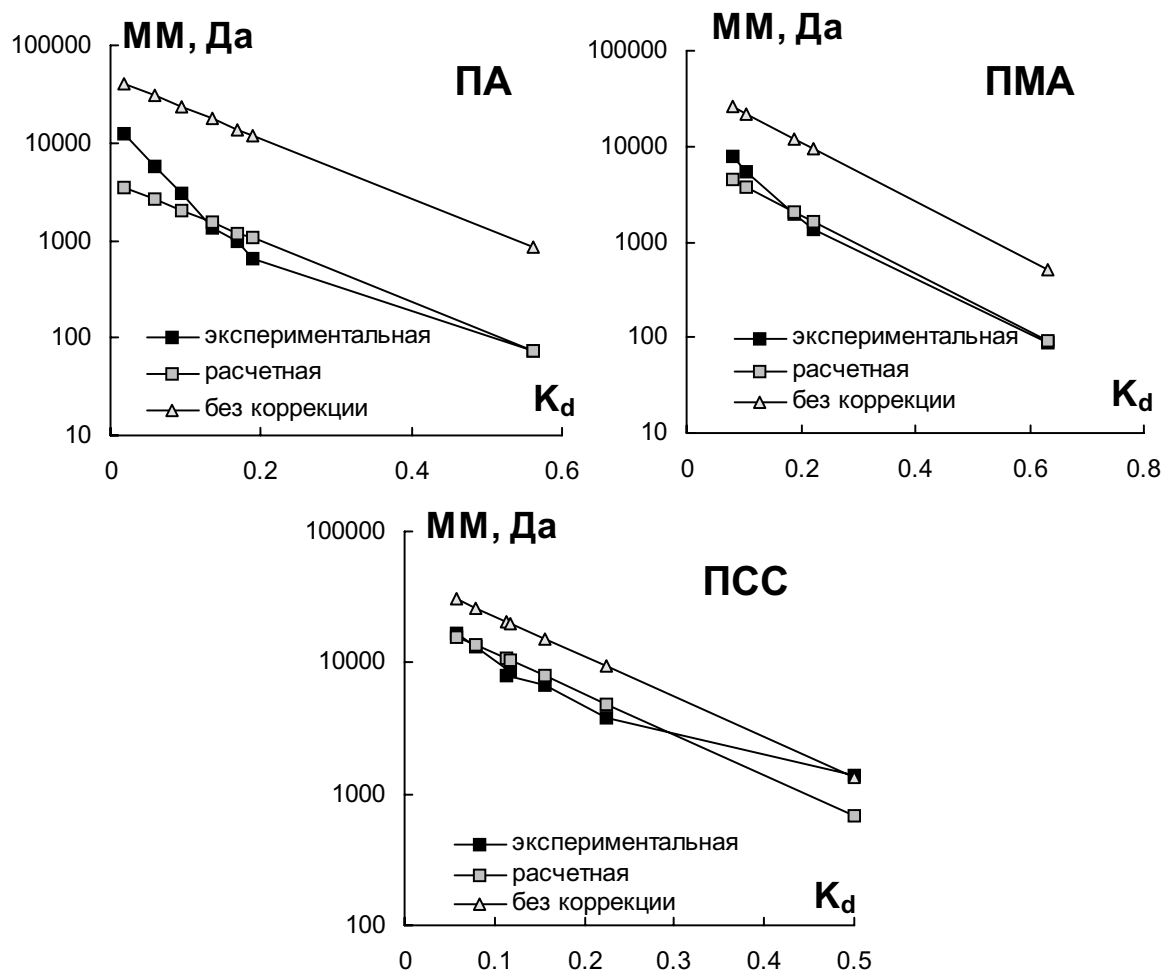 ММ, Да
ПА
100000
10000
1000
100
10
экспериментальная
расчетная
без коррекции
Kd
0
0.2
0.4
0.6
ММ, Да
ПМА
100000
10000
1000
100
10
экспериментальная
расчетная
без коррекции
Kd
0
0.2
0.4
0.6
0.8
ММ, Да
ПСС
100000
10000
1000
100
экспериментальная
расчетная
без коррекции
Kd
0
0.1
0.2
0.3
0.4
0.5